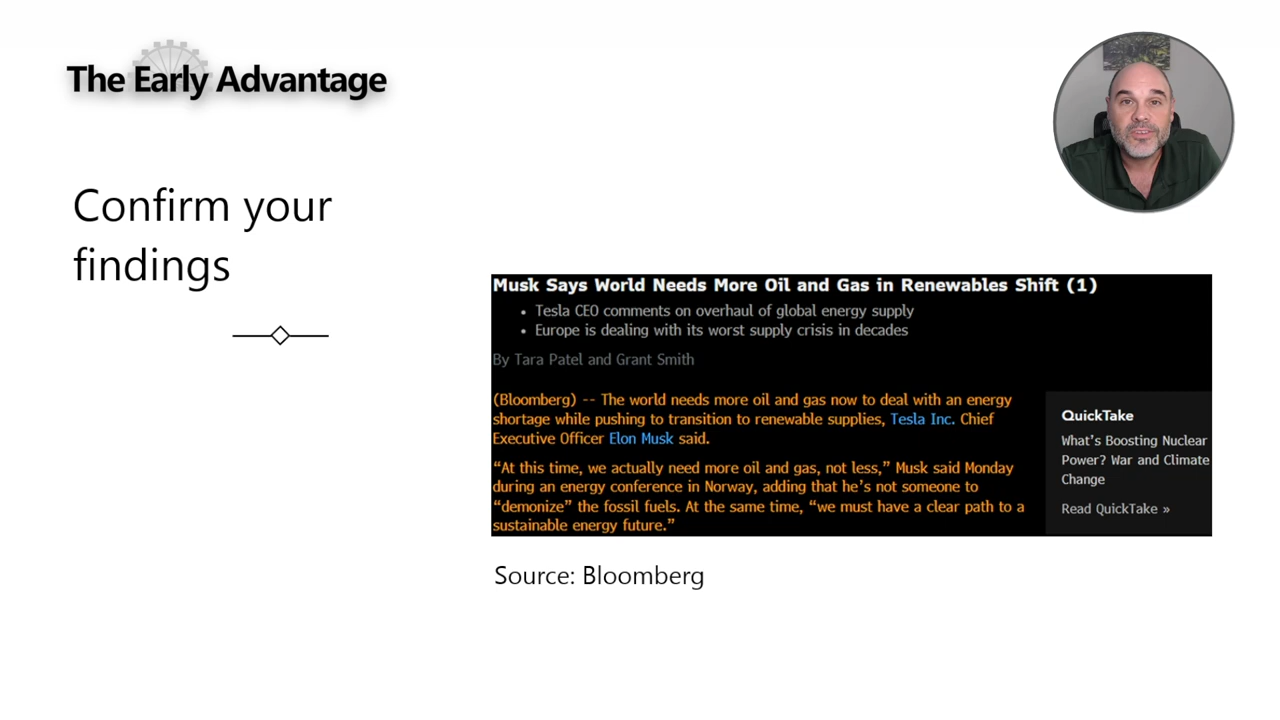 The Early Advantage
Confirm your
findings
Musk Says World Needs More Oil and Gas in Renewables Shift (1)
• Tesla CEO comments on overhaul of global energy supply
• Europe is dealing with its worst supply crisis in decades
By Tara Patel and Grant Smith
(Bloomberg) -- The world needs more oil and gas now to deal with an energy
shortage while pushing to transition to renewable supplies, Tesla Inc. Chief
Executive Officer Elon Musk said.
“At this time, we actually need more oil and gas, not less,” Musk said Monday
during an energy conference in Norway, adding that he’s not someone to
“demonize” the fossil fuels. At the same time, “we must have a clear path to a
sustainable energy future.”
QuickTake
What’s Boosting Nuclear
Power? War and Climate
Change
Read QuickTake »
Source: Bloomberg